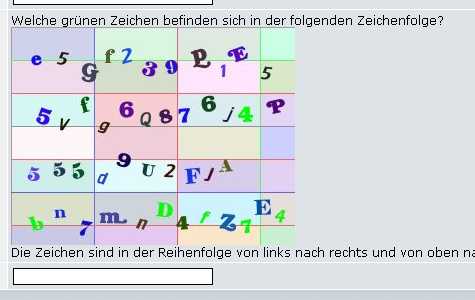 Welche grünen Zeichen befinden sich in der folgenden Zeichenfolge?
e 5 G f 2 3 9 P 1 E 5
5 V f g 6 Q 8 7 6 j 4 P
5 5 5 d 9 U 2 F J A
b n 7 m n D 4 f Z 7 E 4
Die Zeichen sind in der Reihenfolge von links nach rechts und von oben na